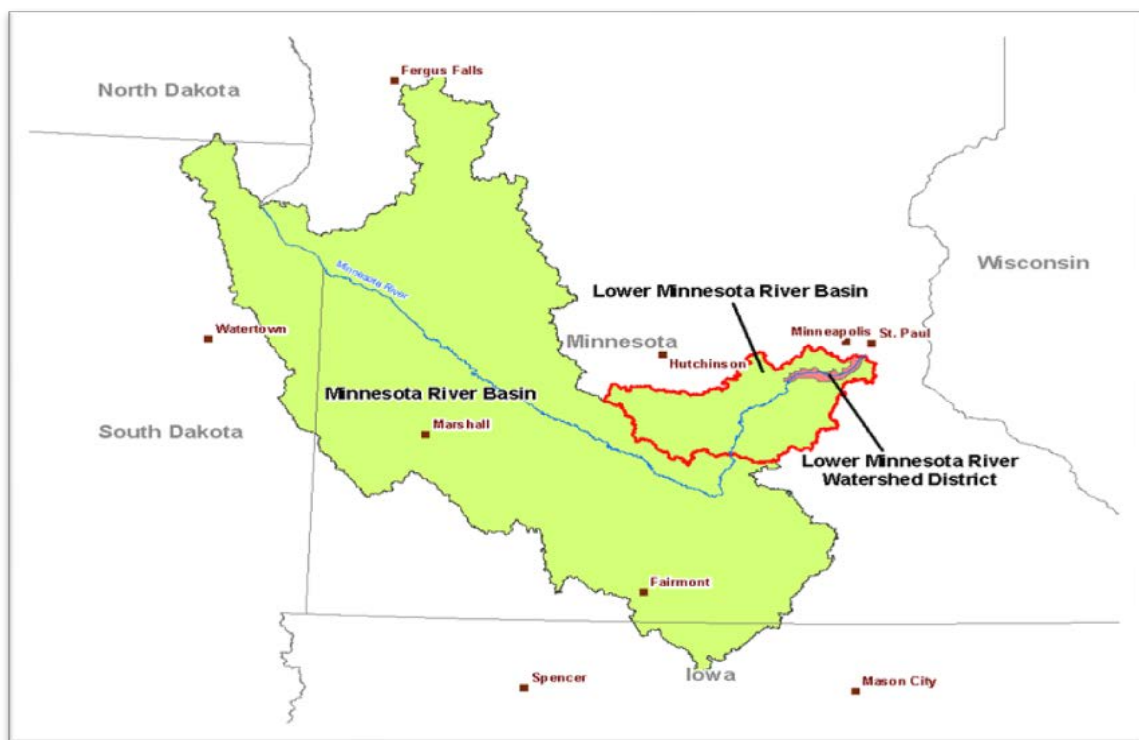 Fergus Falls
North Dakota
Wisconsin
Minnesota River
Lower Minnesota River Basin
Watertown
Minnesota
Minneapolis
St. Paul
Hutchinson
Minnesota River Basin
Marshall
South Dakota
Lower Minnesota River
Watershed District
Fairmont
Iowa
Spencer
Mason City